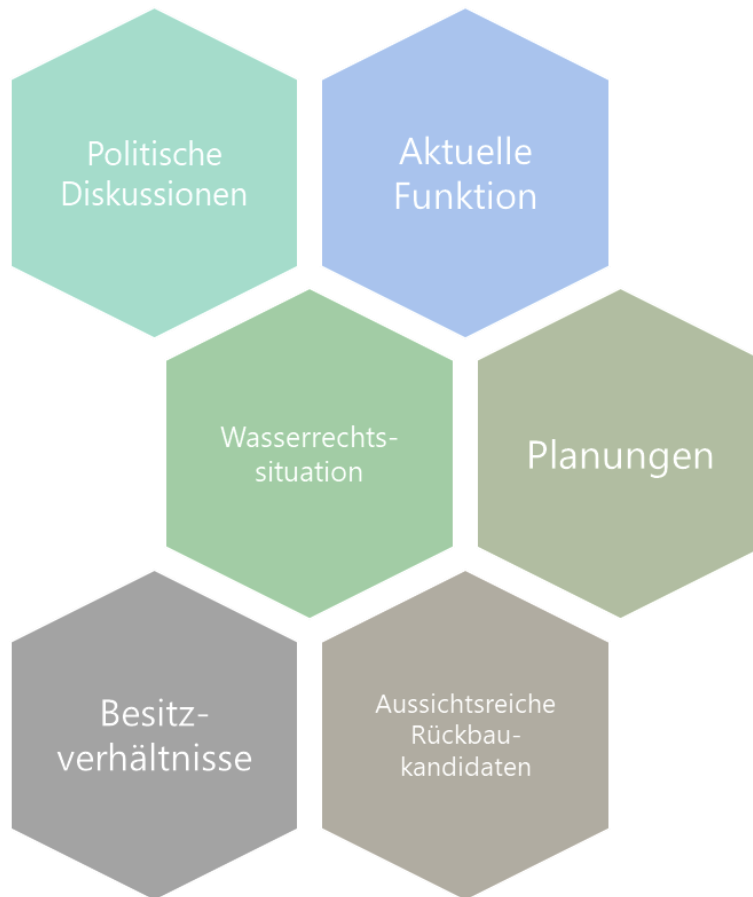 Politische
Diskussionen
Aktuelle
Funktion
Wasserrechts-
situation
Planungen
Besitz-
verhältnisse
Aussichtsreiche
Rückbau-
kandidaten